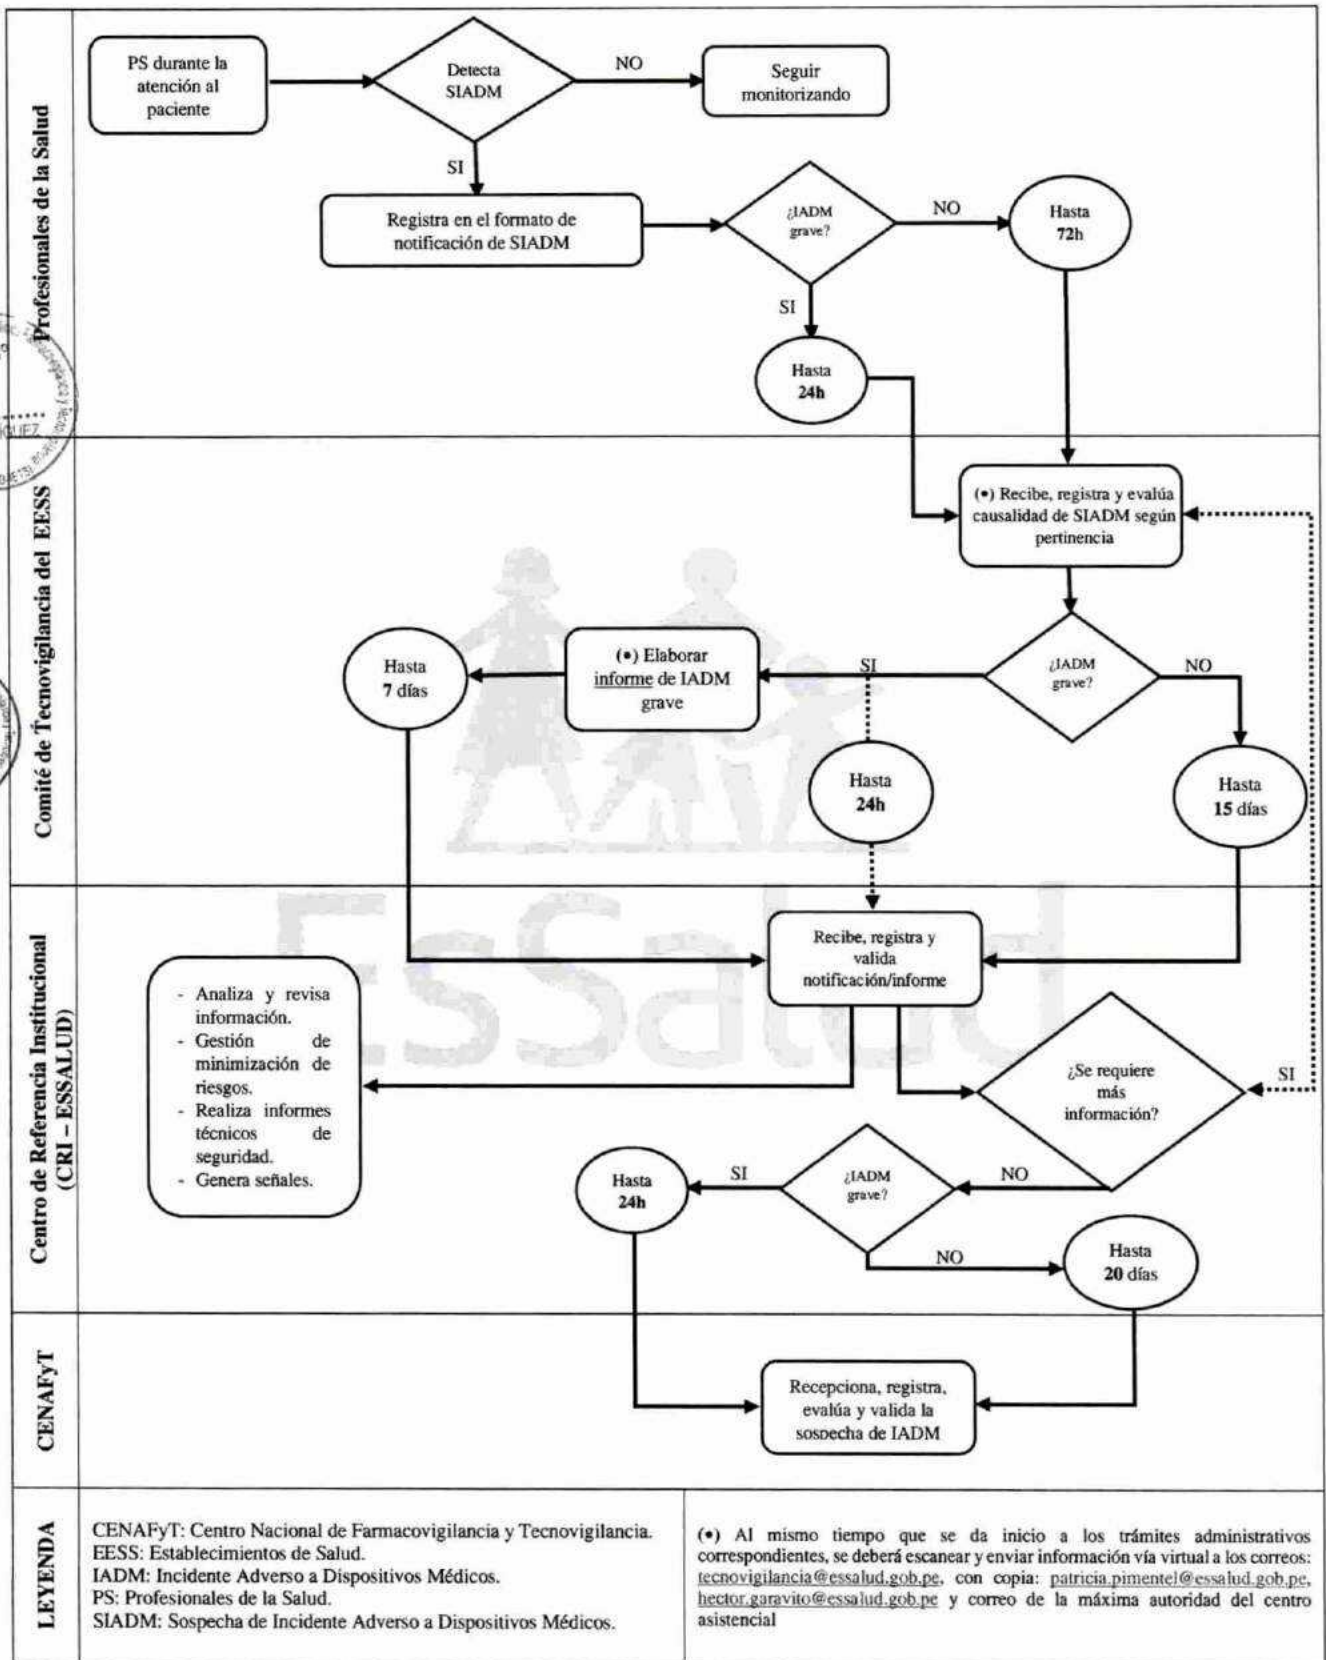 Profesionales de la Salud
PS durante la
atención al
paciente
Detecta
SIADM
NO
Seguir
monitorizando
SI
Registra en el formato de
notificación de SIADM
¿IADM
grave?
NO
Hasta
72h
SI
Hasta
24h
Comité de Tecnovigilancia del EESS
(•) Recibe, registra y evalúa
causalidad de SIADM según
pertinencia
¿IADM
grave?
NO
SI
(•) Elaborar
informe de IADM
grave
Hasta
7 días
Hasta
24h
Hasta
15 días
EsSalud
Centro de Referencia Institucional
(CRI – ESSALUD)
Recibe, registra y
valida
notificación/informe
- Analiza y revisa
información.
- Gestión de
minimización de
riesgos.
- Realiza informes
técnicos de
seguridad.
- Genera señales.
¿Se requiere
más
información?
SI
NO
¿IADM
grave?
SI
Hasta
24h
NO
Hasta
20 días
CENAFyT
Recepciona, registra,
evalúa y valida la
sospecha de IADM
LEYENDA
CENAFyT: Centro Nacional de Farmacovigilancia y Tecnovigilancia.
EESS: Establecimientos de Salud.
IADM: Incidente Adverso a Dispositivos Médicos.
PS: Profesionales de la Salud.
SIADM: Sospecha de Incidente Adverso a Dispositivos Médicos.
(•) Al mismo tiempo que se da inicio a los trámites administrativos
correspondientes, se deberá escanear y enviar información vía virtual a los correos:
tecnovigilancia@essalud.gob.pe, con copia: patricia.pimentel@essalud.gob.pe,
hector.garavito@essalud.gob.pe y correo de la máxima autoridad del centro
asistencial